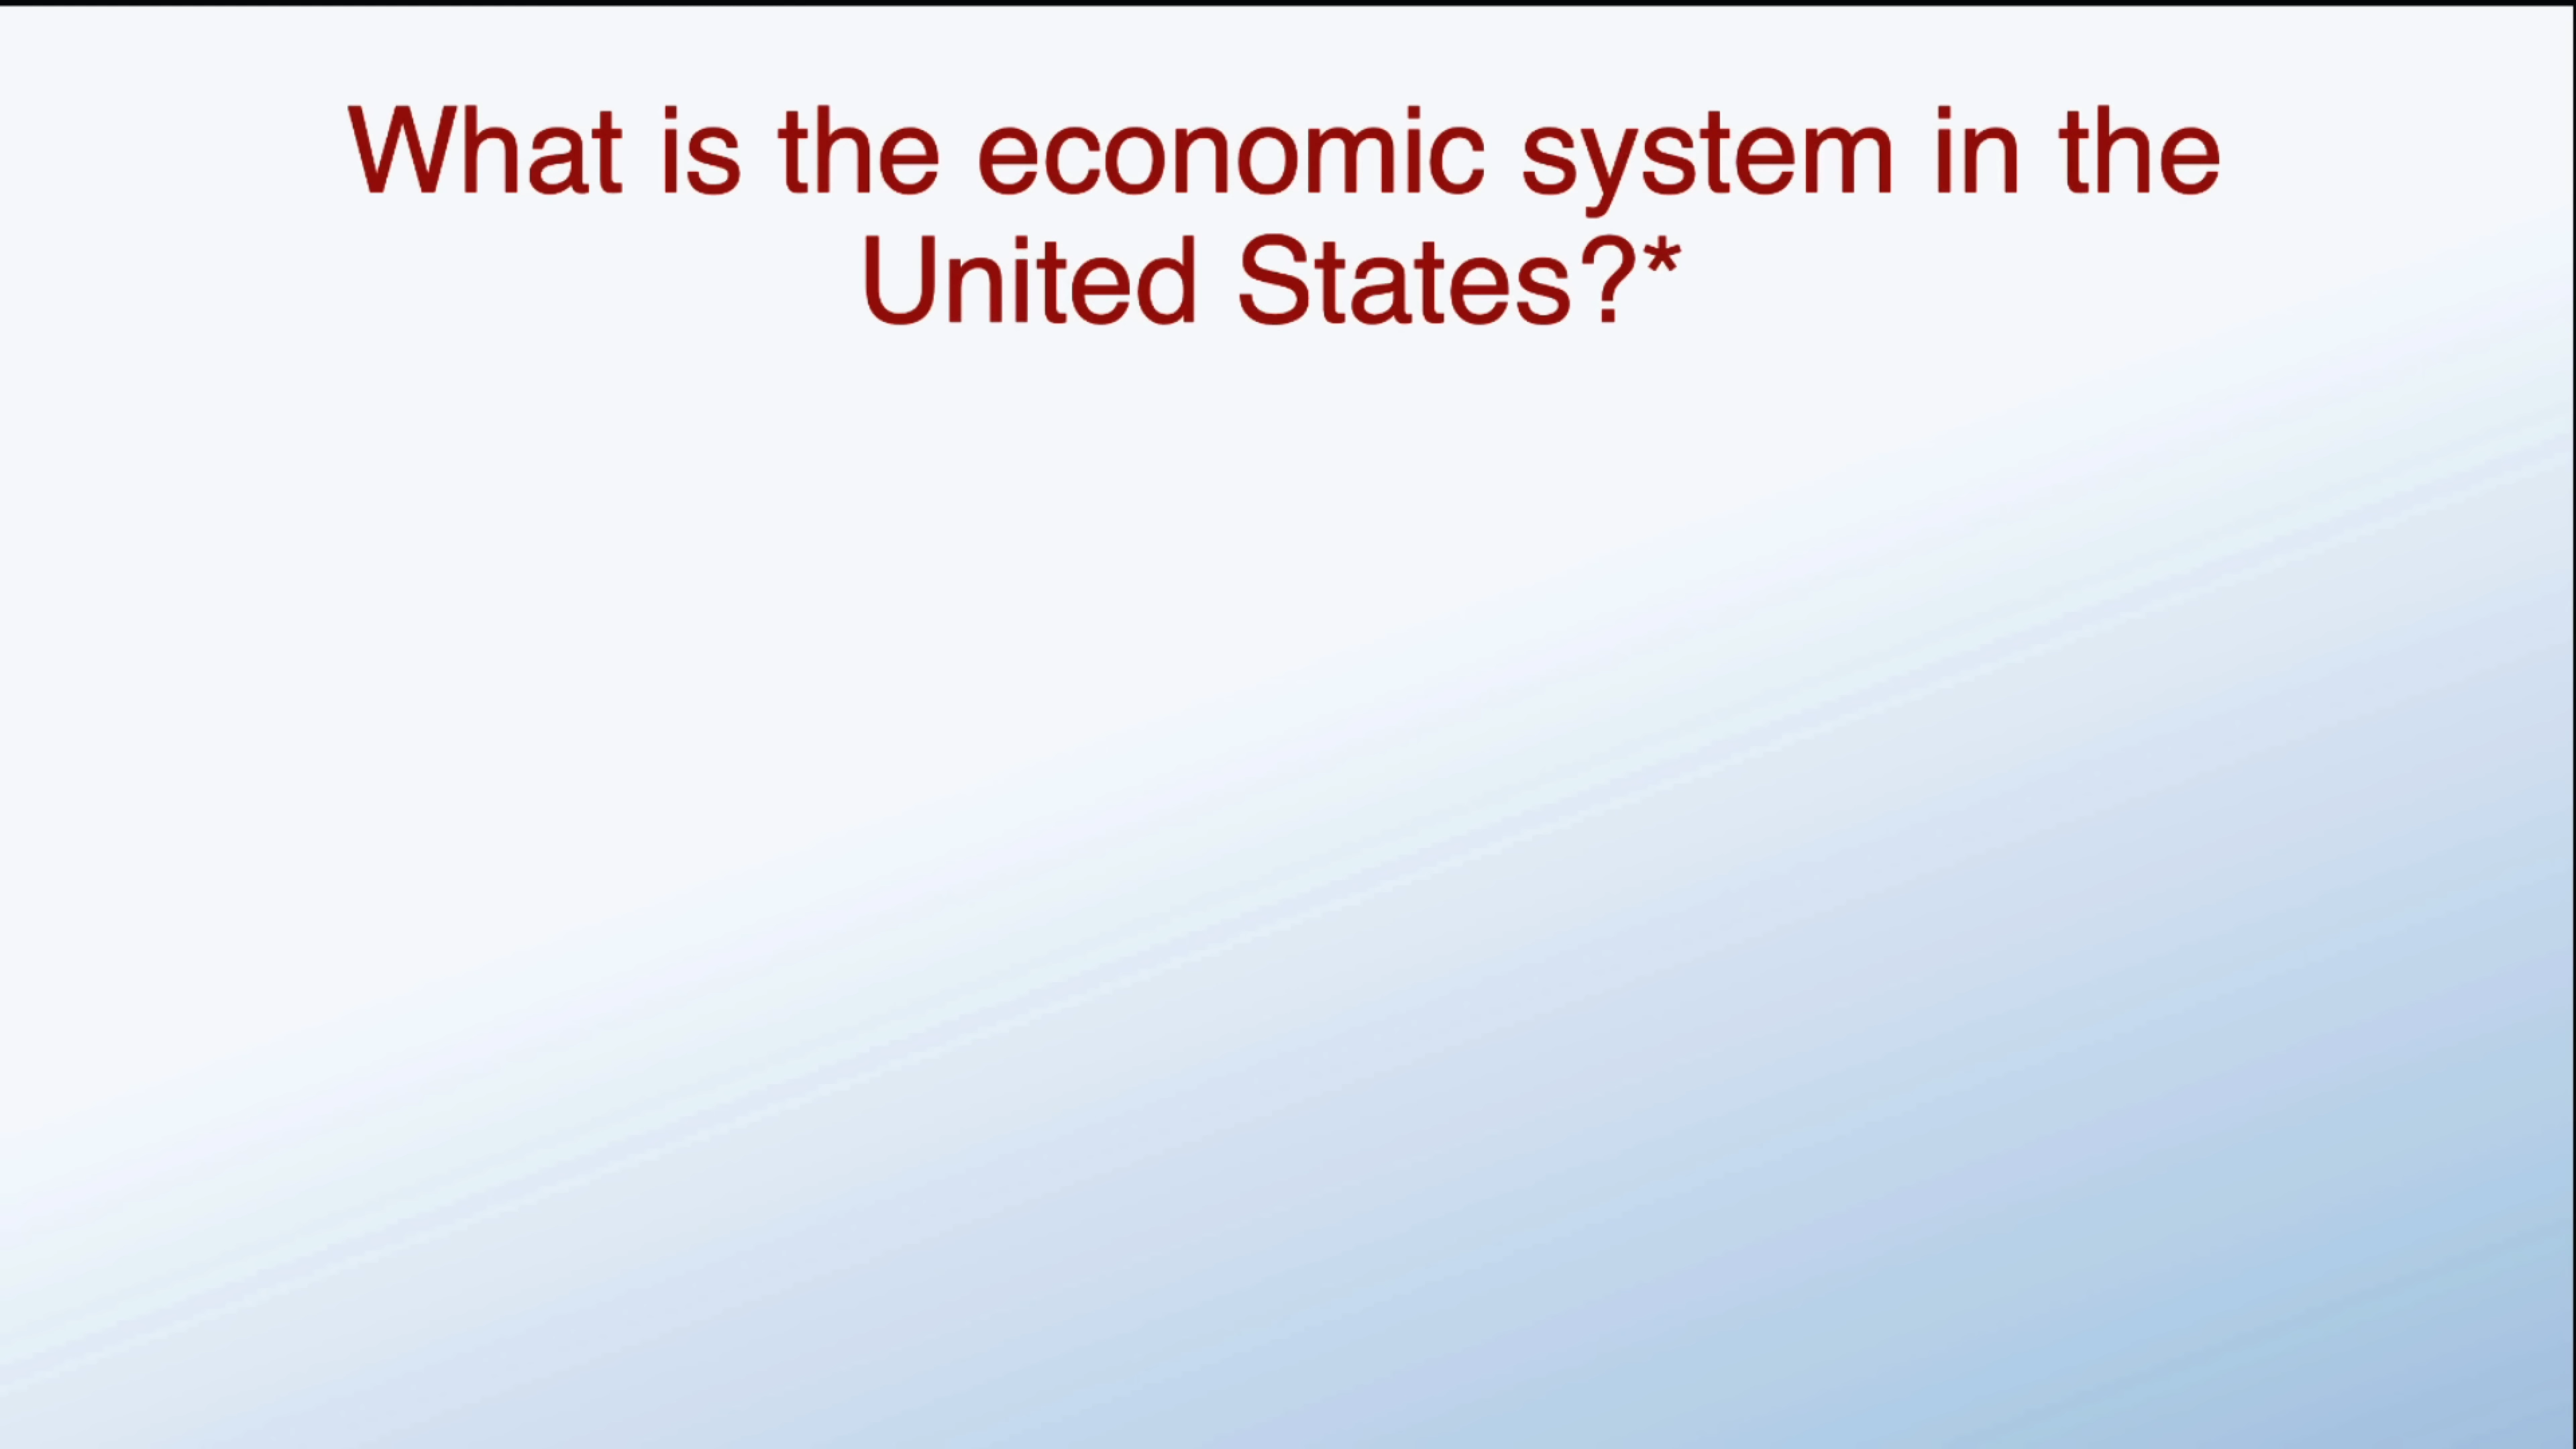 What is the economic system in the
United States?*